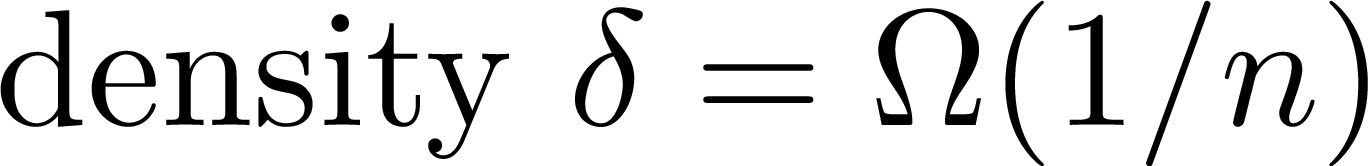 density δ = Ω(1/n)